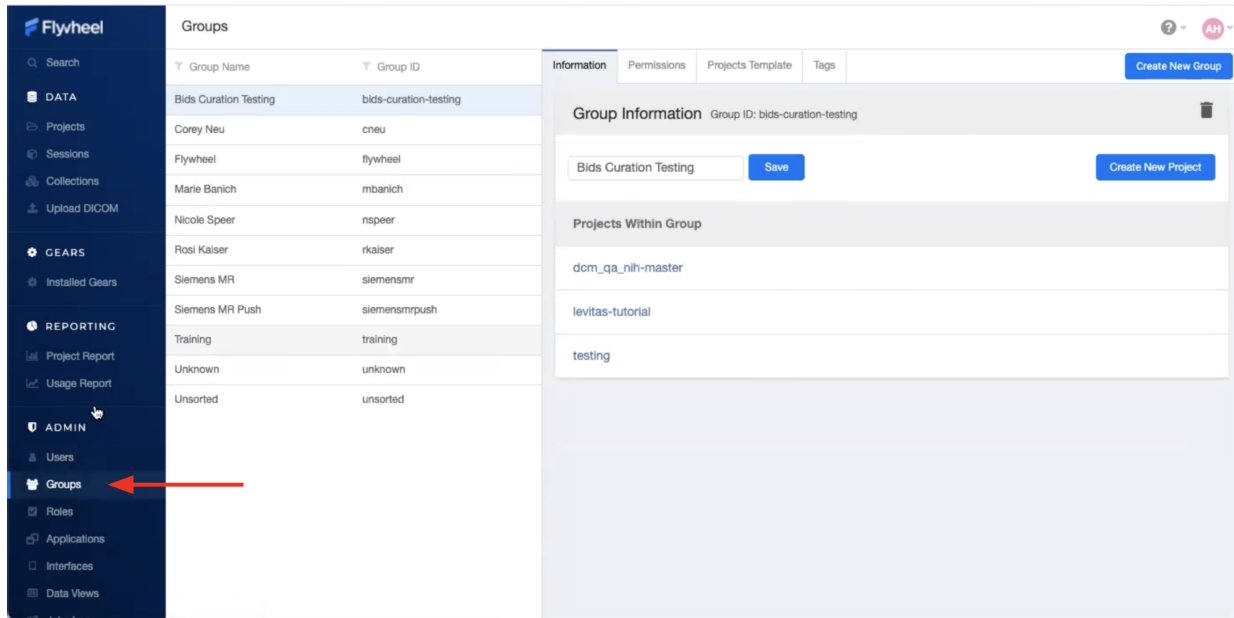 Flywheel
Groups
? AH
Search
DATA
Projects
Sessions
Collections
Upload DICOM
GEARS
Installed Gears
REPORTING
Project Report
Usage Report
ADMIN
Users
Groups
Roles
Applications
Interfaces
Data Views
Group Name Group ID
Bids Curation Testing bids-curation-testing
Corey Neu cneu
Flywheel flywheel
Marie Banich mbanich
Nicole Speer nspeer
Rosi Kaiser rkaiser
Siemens MR siemensmr
Siemens MR Push siemensmrpush
Training training
Unknown unknown
Unsorted unsorted
Information Permissions Projects Template Tags Create New Group
Group Information Group ID: bids-curation-testing
Bids Curation Testing Save Create New Project
Projects Within Group
dcm_qa_nih-master
levitas-tutorial
testing